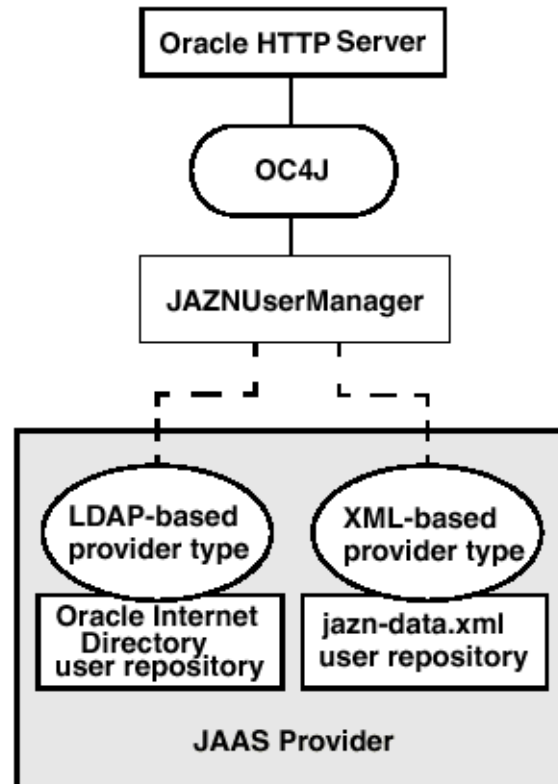 Oracle HTTP Server
OC4J
JAZNUserManager
LDAP-based
provider type
XML-based
provider type
Oracle Internet
Directory
user repository
jazn-data.xml
user repository
JAAS Provider